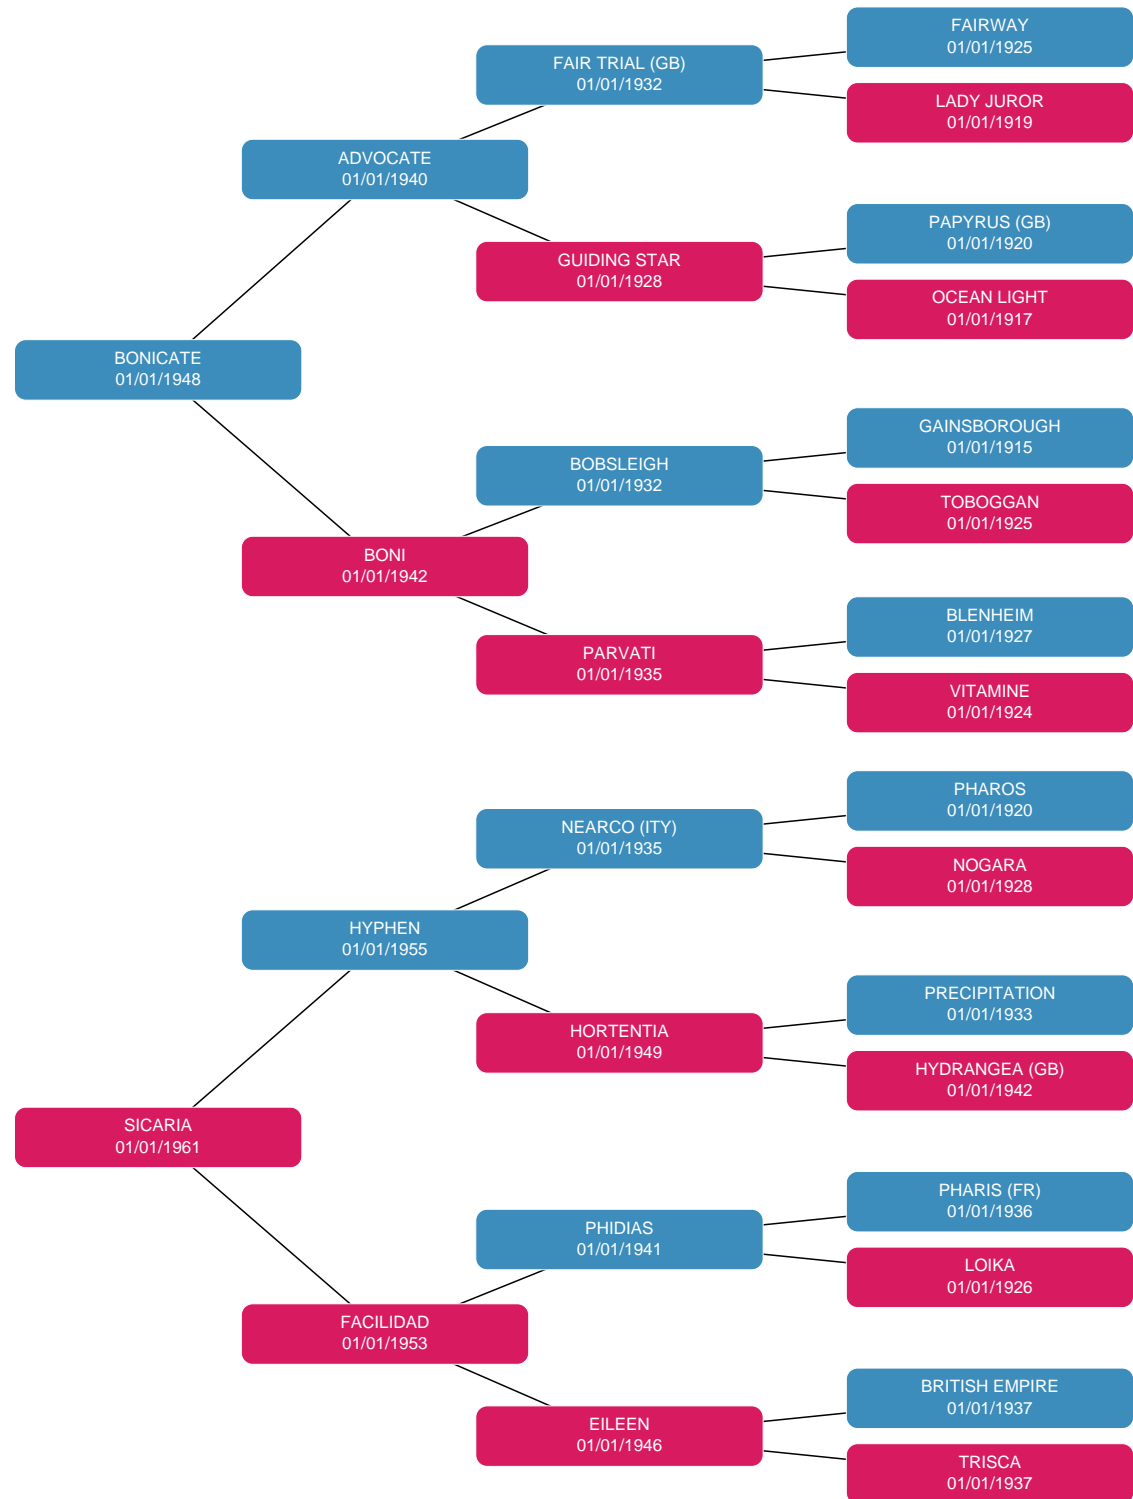 FAIRWAY
01/01/1925
FAIR TRIAL (GB)
01/01/1932
LADY JUROR
01/01/1919
ADVOCATE
01/01/1940
PAPYRUS (GB)
01/01/1920
GUIDING STAR
01/01/1928
OCEAN LIGHT
01/01/1917
BONICATE
01/01/1948
GAINSBOROUGH
01/01/1915
BOBSLEIGH
01/01/1932
TOBOGGAN
01/01/1925
BONI
01/01/1942
BLENHEIM
01/01/1927
PARVATI
01/01/1935
VITAMINE
01/01/1924
PHAROS
01/01/1920
NEARCO (ITY)
01/01/1935
NOGARA
01/01/1928
HYPHEN
01/01/1955
PRECIPITATION
01/01/1933
HORTENTIA
01/01/1949
HYDRANGEA (GB)
01/01/1942
SICARIA
01/01/1961
PHARIS (FR)
01/01/1936
PHIDIAS
01/01/1941
LOIKA
01/01/1926
FACILIDAD
01/01/1953
BRITISH EMPIRE
01/01/1937
EILEEN
01/01/1946
TRISCA
01/01/1937